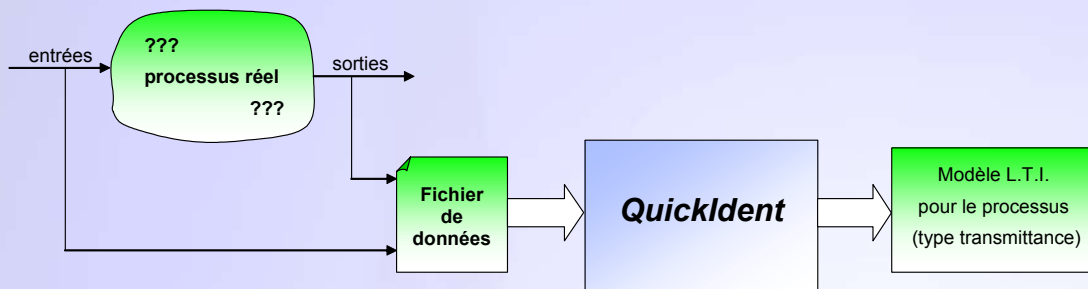 entrées
???
processus réel
???
sorties
Fichier
de
données
QuickIdent
Modèle L.T.I.
pour le processus
(type transmittance)